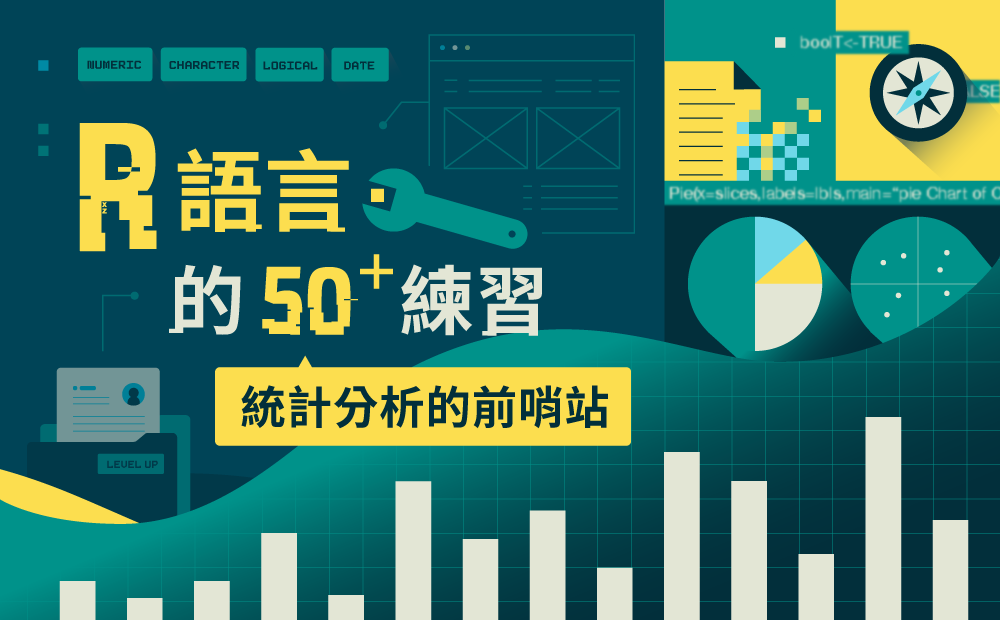 NUMERIC CHARACTER LOGICAL DATE
boolT<-TRUE
LSE
Pie(x=slices,labels=lbls,main="pie Chart of C
R語言
的50+練習
統計分析的前哨站
LEVEL UP